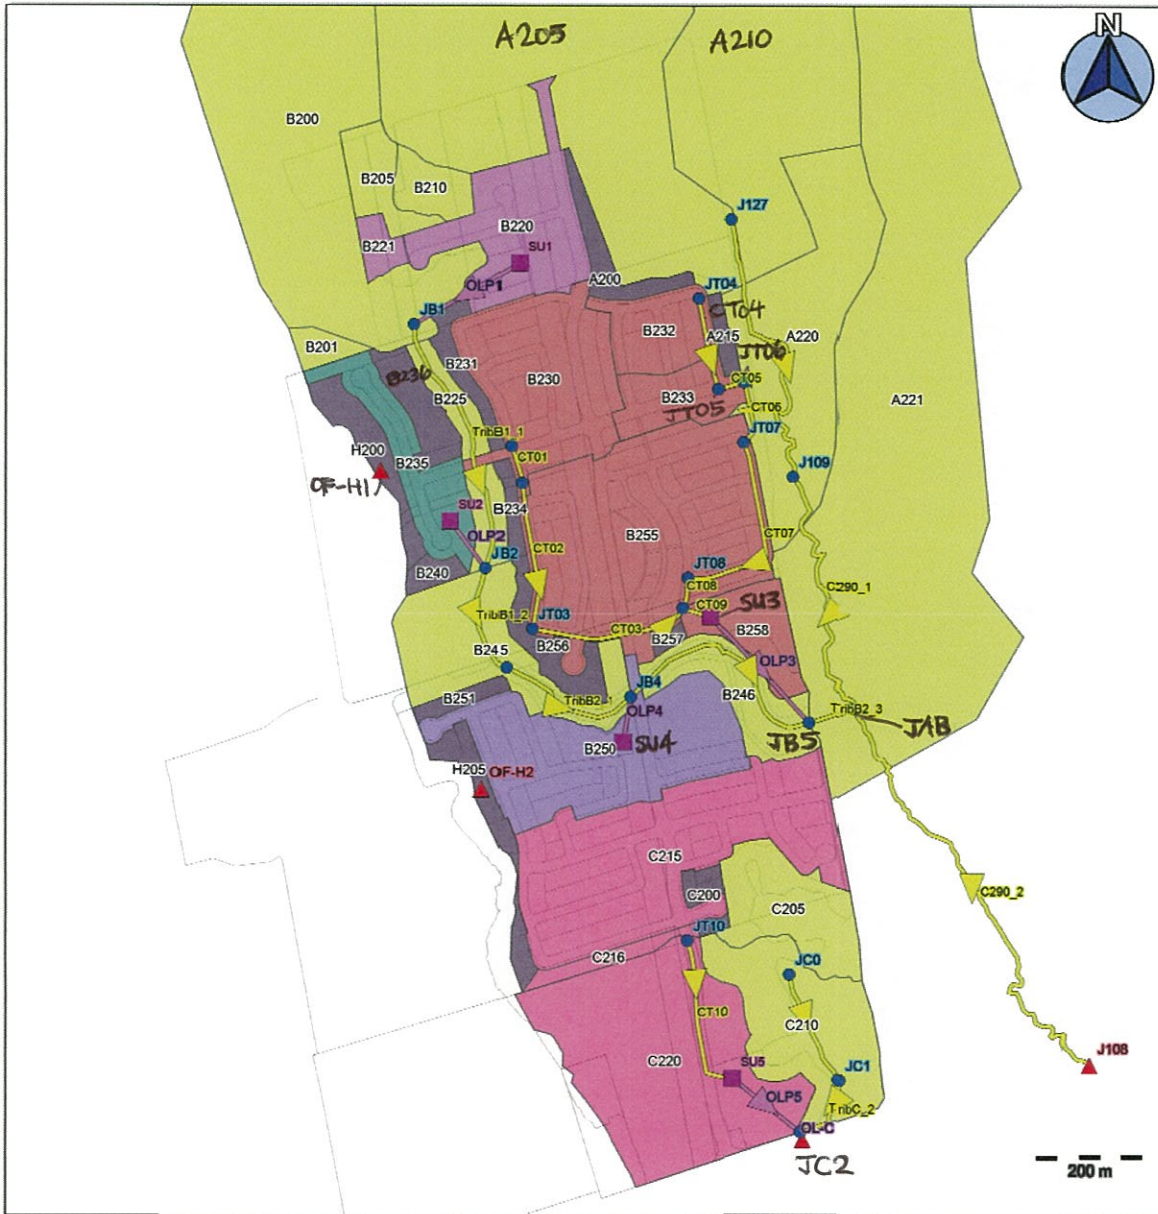 A205
A210
N
B200
B205
B210
J127
B220
B221
SU1
A200
OLP1
JT04
CT04
JB1
B232
A215
A220
JT06
B201
B231
B236
B230
B225
CT05
B233
A221
JT05
CT06
TribB1_1
JT07
H200
CT01
B235
J109
OF-H1
SU2
B234
B255
OLP2
CT07
CT02
JB2
B240
JT08
CT08
C290_1
CT09
SU3
TribB1_2
JT03
CT03
B258
B256
B257
OLP3
B245
B251
JB4
B246
TribB2_1
OLP4
TribB2_3
JAB
B250
SU4
JB5
H205
OF-H2
C215
C200
C290_2
C205
JT10
C216
JC0
CT10
C210
J108
C220
SU5
JC1
OLP5
TribC_2
OL-C
JC2
200 m